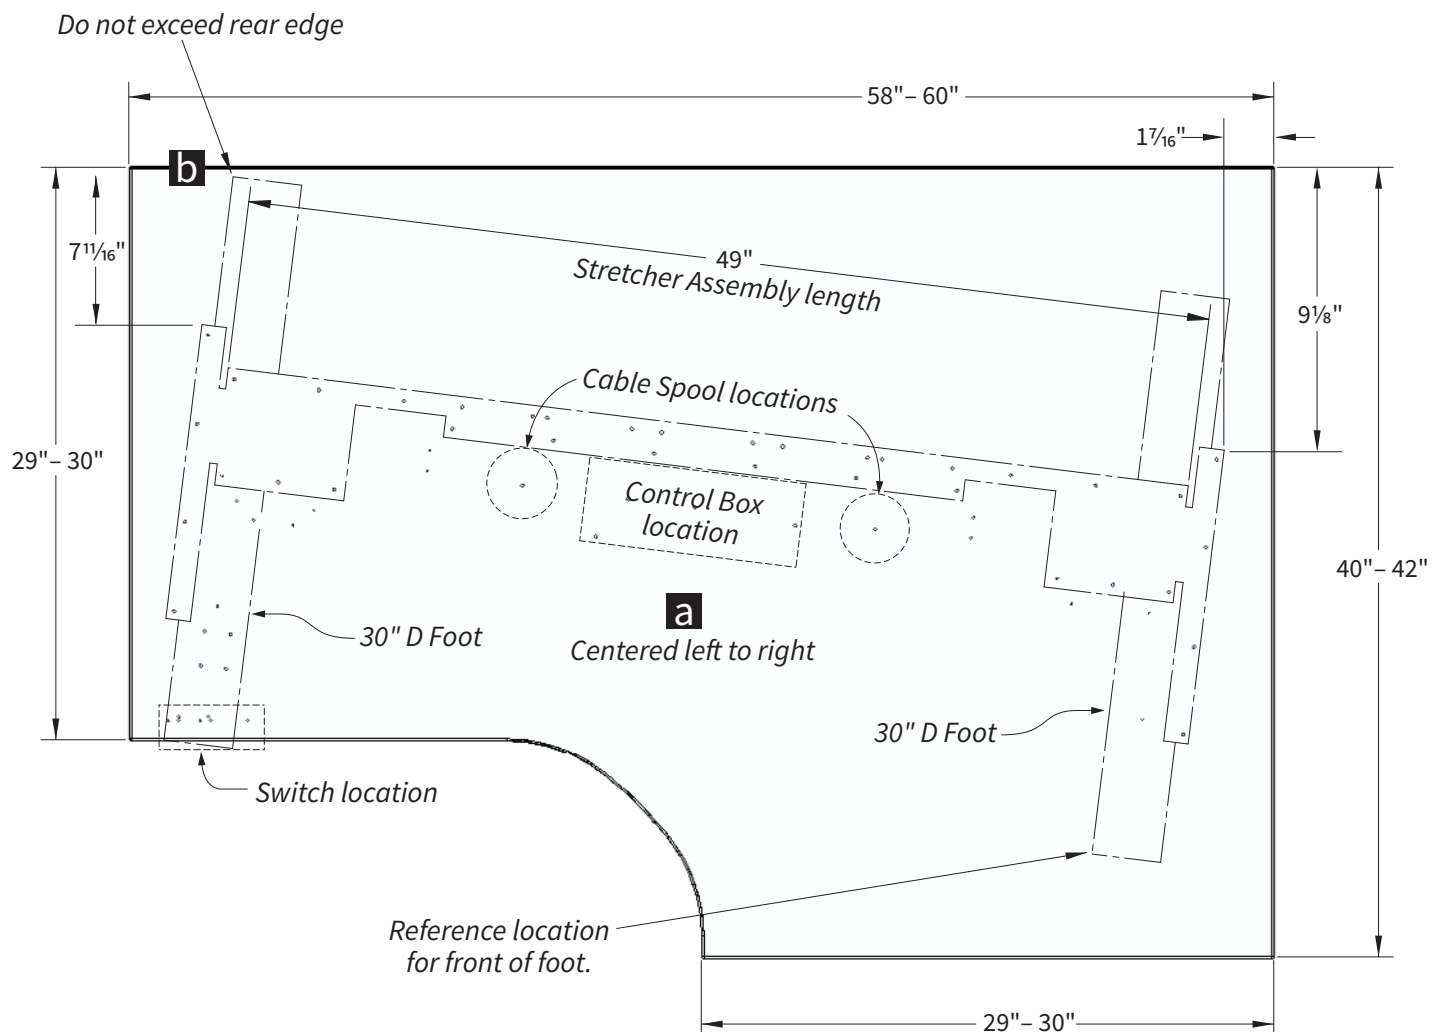 Do not exceed rear edge
58"– 60"
1⁷⁄₁₆"
b
7¹¹⁄₁₆"
49"
Stretcher Assembly length
9⅛"
Cable Spool locations
29"– 30"
Control Box
location
40"– 42"
a
30" D Foot
Centered left to right
30" D Foot
Switch location
Reference location
for front of foot.
29"– 30"